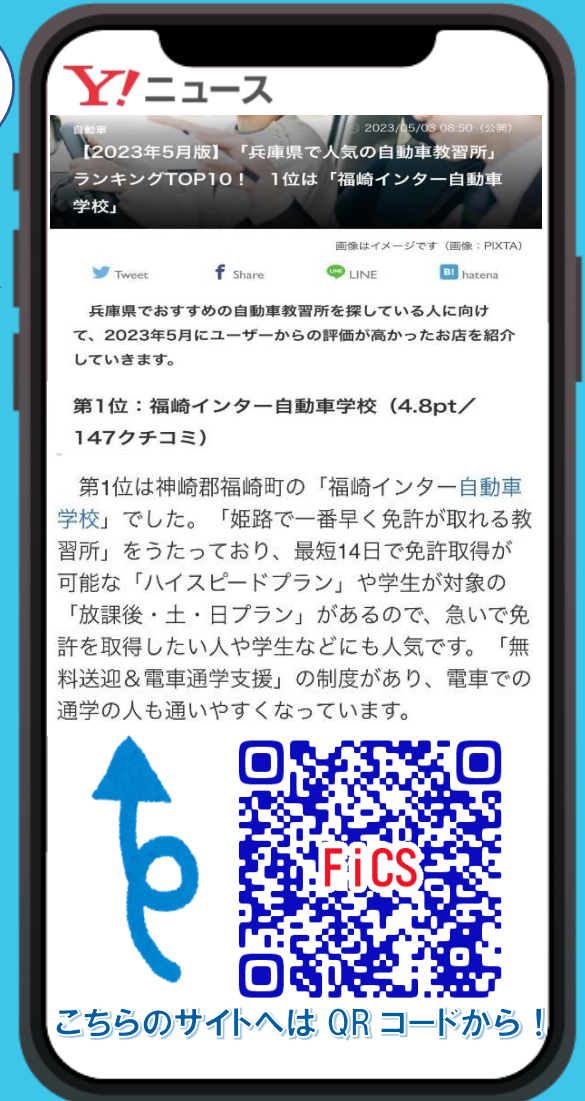 Y!ニュース
自動車
2023/05/03 08:50（公開）
【2023年5月版】「兵庫県で人気の自動車教習所」
ランキングTOP10！　1位は「福崎インター自動車
学校」
画像はイメージです（画像：PIXTA）
Tweet
f Share
LINE LINE
B! hatena
兵庫県でおすすめの自動車教習所を探している人に向け
て、2023年5月にユーザーからの評価が高かったお店を紹介
していきます。
第1位：福崎インター自動車学校（4.8pt／
147クチコミ）
第1位は神崎郡福崎町の「福崎インター自動車
学校」でした。「姫路で一番早く免許が取れる教
習所」をうたっており、最短14日で免許取得が
可能な「ハイスピードプラン」や学生が対象の
「放課後・土・日プラン」があるので、急いで免
許を取得したい人や学生などにも人気です。「無
料送迎＆電車通学支援」の制度があり、電車での
通学の人も通いやすくなっています。
FiCS
こちらのサイトへは QR コードから！